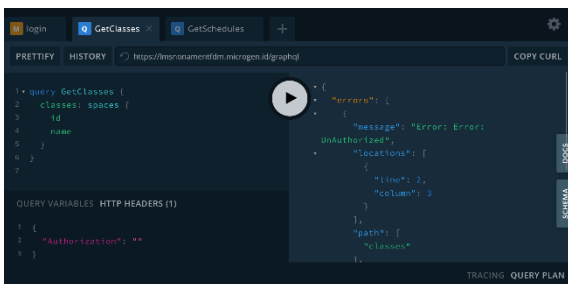 M login
Q GetClasses ×
Q GetSchedules
+
PRETTIFY
HISTORY
https://lmsnonamentfdm.microgen.id/graphql
COPY CURL
1 query GetClasses {
2 classes: spaces {
3 id
4 name
5 }
6 }
7
{
"errors": [
{
"message": "Error: Error:
UnAuthorized",
"locations": [
{
"line": 2,
"column": 3
}
],
"path": [
"classes"
],
DOCS
SCHEMA
QUERY VARIABLES HTTP HEADERS (1)
1 {
2 "Authorization": ""
3 }
TRACING QUERY PLAN